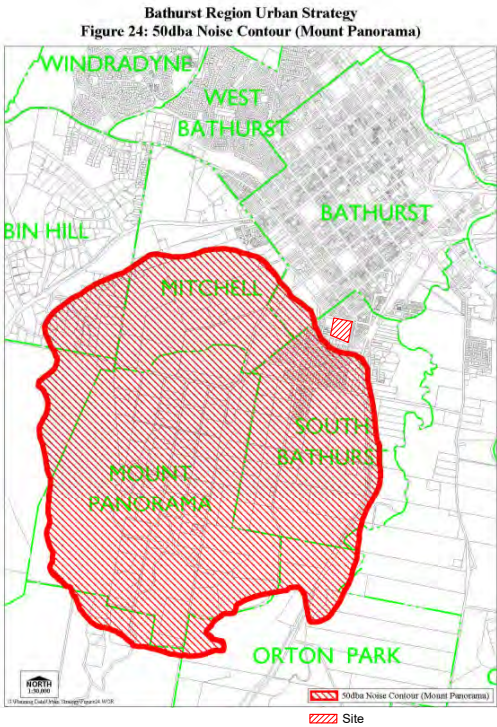 Bathurst Region Urban Strategy
Figure 24: 50dba Noise Contour (Mount Panorama)
WINDRADYNE
WEST
BATHURST
BATHURST
BIN HILL
MITCHELL
SOUTH
BATHURST
MOUNT
PANORAMA
ORTON PARK
NORTH
1:50,000
50dba Noise Contour (Mount Panorama)
Site